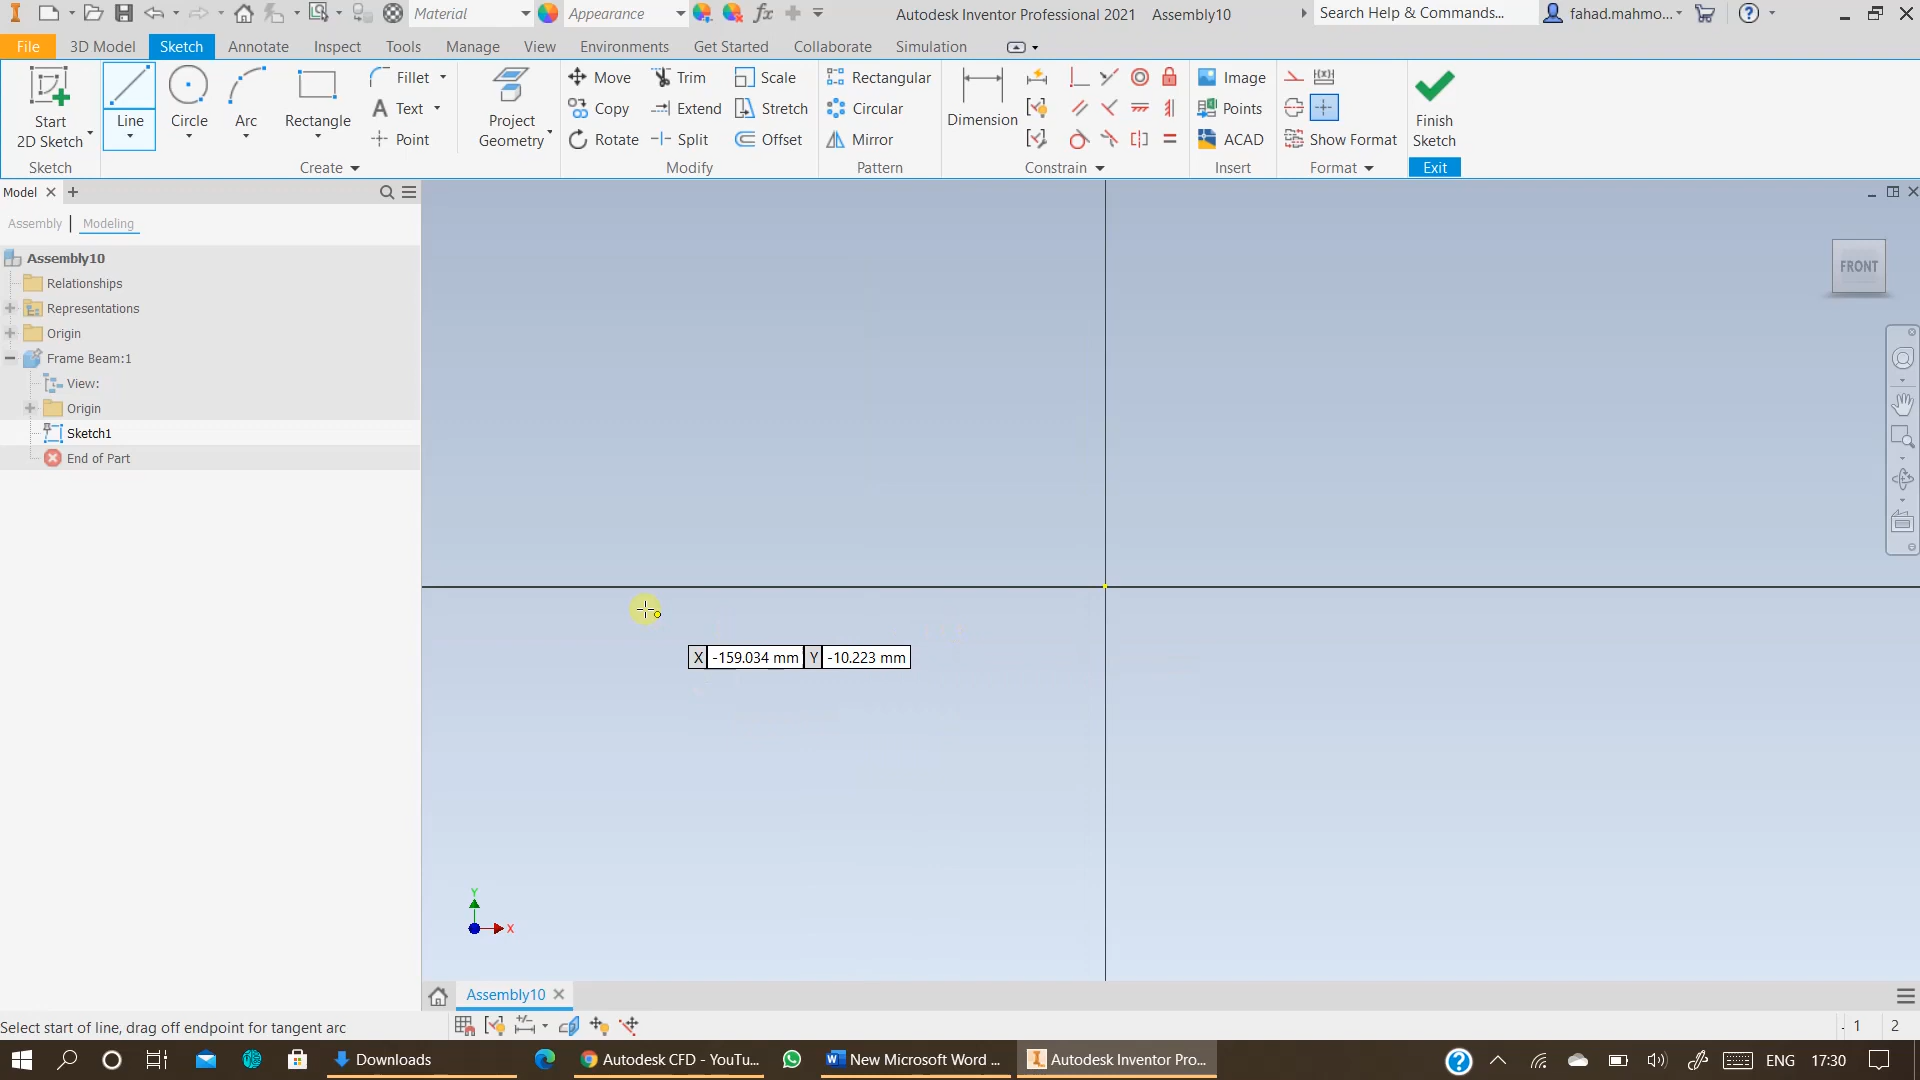 Material Appearance Autodesk Inventor Professional 2021 Assembly10 Search Help & Commands... fahad.mahmo...
File 3D Model Sketch Annotate Inspect Tools Manage View Environments Get Started Collaborate Simulation
Start
2D Sketch
Sketch
Line
Circle
Arc
Rectangle
Fillet
Text
Point
Create
Project
Geometry
Move Trim Scale
Copy Extend Stretch
Rotate Split Offset
Modify
Rectangular
Circular
Mirror
Pattern
Dimension
Constrain
Image
Points
ACAD
Insert
Show Format
Format
Finish
Sketch
Exit
Model
Assembly | Modeling
Assembly10
Relationships
Representations
Origin
Frame Beam:1
View:
Origin
Sketch1
End of Part
FRONT
X -159.034 mm Y -10.223 mm
Y
X
Assembly10
Select start of line, drag off endpoint for tangent arc
1 2
Downloads Autodesk CFD - YouTu... New Microsoft Word ... Autodesk Inventor Pro... ENG 17:30